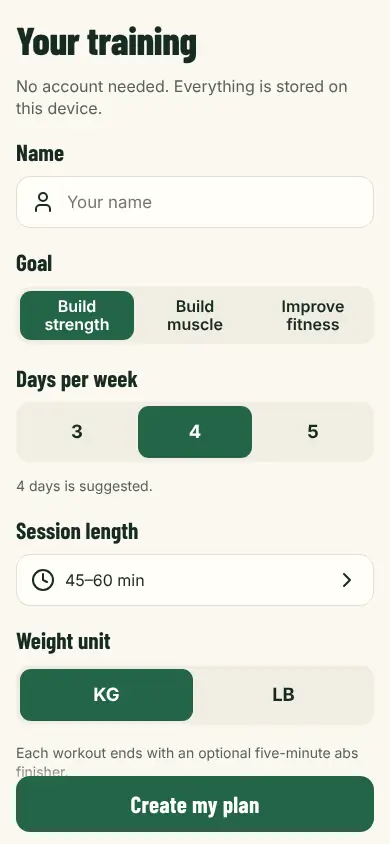 Your training
No account needed. Everything is stored on
this device.
Name
Your name
Goal
Build
strength
Build
muscle
Improve
fitness
Days per week
3
4
5
4 days is suggested.
Session length
45–60 min
Weight unit
KG
LB
Each workout ends with an optional five-minute abs
finisher.
Create my plan